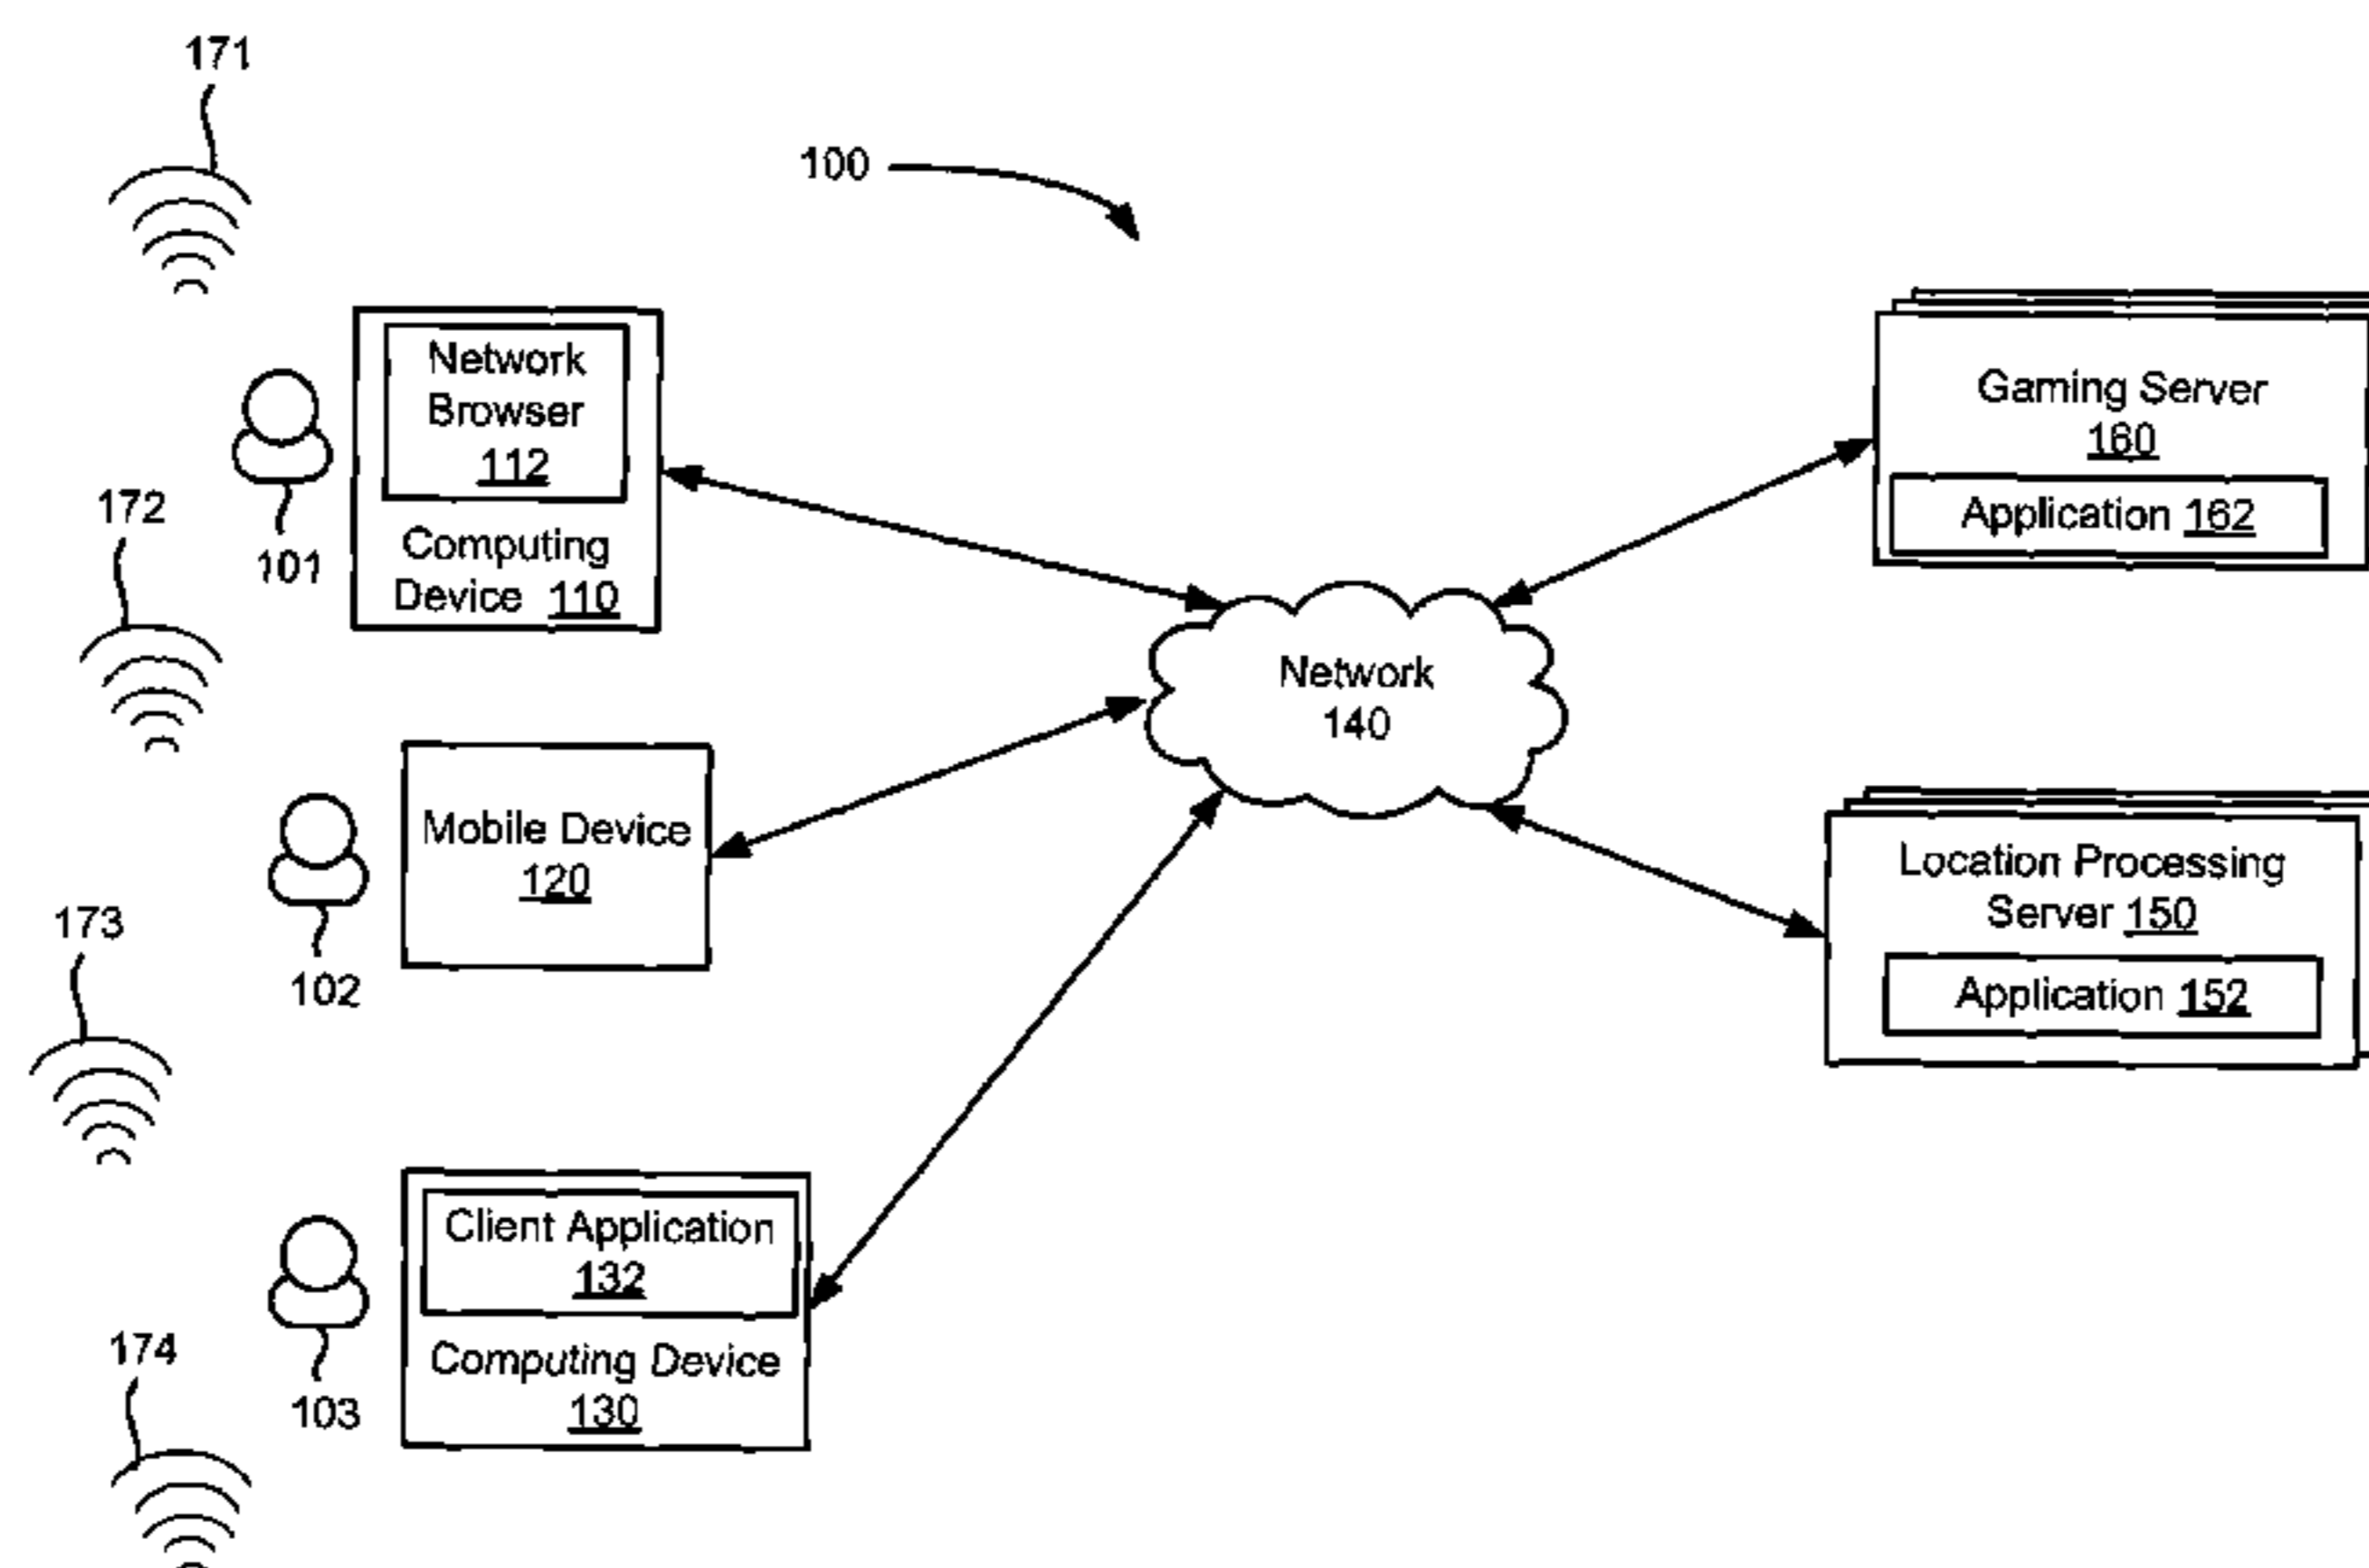 171
100
Network
Browser
112
Computing
Device 110
101
172
Gaming Server
160
Application 162
Network
140
Mobile Device
120
102
173
Location Processing
Server 150
Application 152
Client Application
132
Computing Device
130
103
174